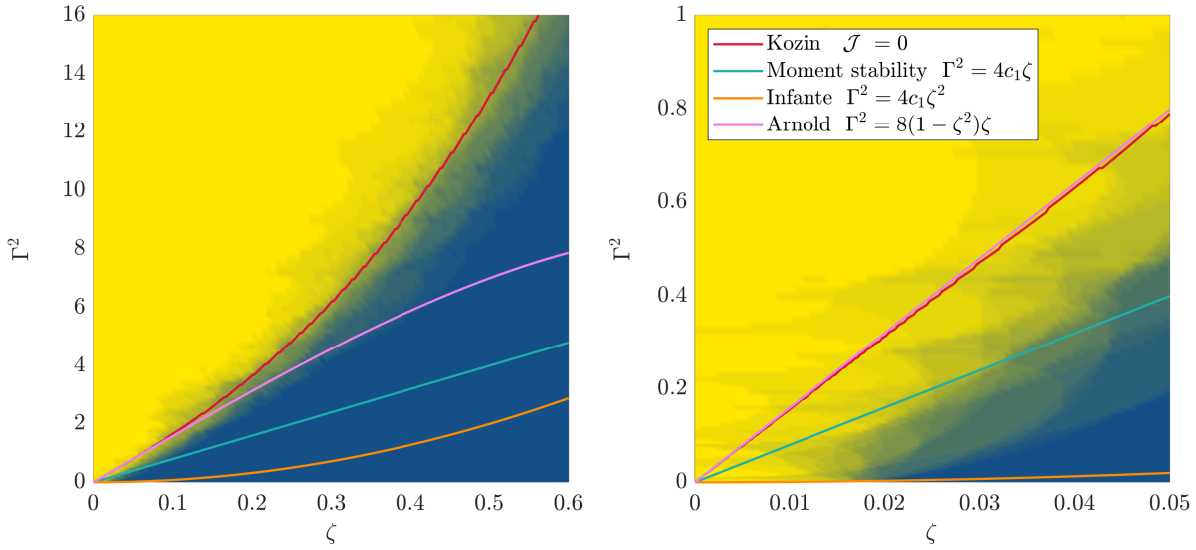 16
14
12
10
8
6
4
2
0
Γ²
0 0.1 0.2 0.3 0.4 0.5 0.6
ζ
1
0.8
0.6
0.4
0.2
0
Γ²
Kozin 𝒥 = 0
Moment stability Γ² = 4c₁ζ
Infante Γ² = 4c₁ζ²
Arnold Γ² = 8(1 − ζ²)ζ
0 0.01 0.02 0.03 0.04 0.05
ζ